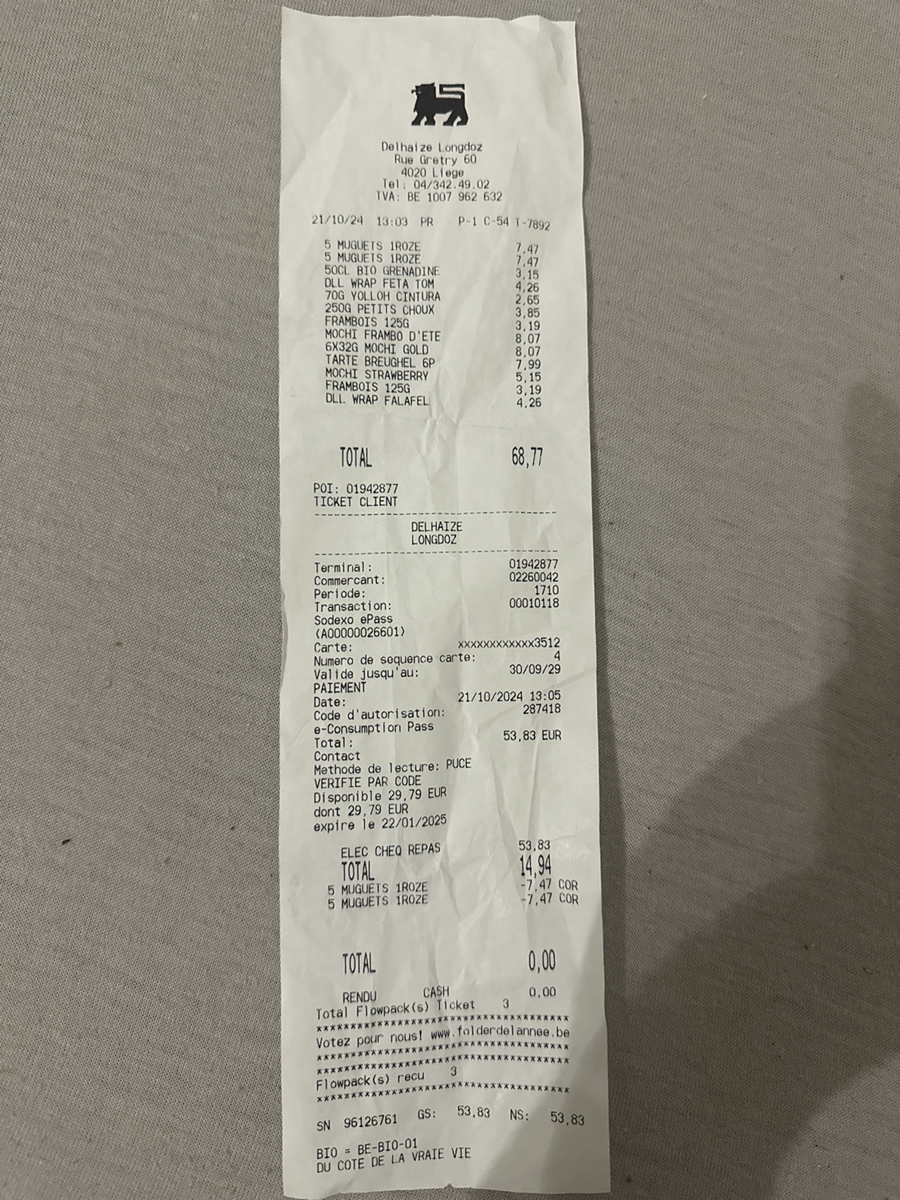 Delhaize Longdoz
Rue Gretry 60
4020 Liege
Tel: 04/342.49.02
TVA: BE 1007 962 632
21/10/24 13:03 PR P-1 C-54 T-7892
5 MUGUETS 1ROZE 7,47
5 MUGUETS 1ROZE 7,47
50CL BIO GRENADINE 3,15
DLL WRAP FETA TOM 4,26
70G YOLLOH CINTURA 2,65
250G PETITS CHOUX 3,85
FRAMBOIS 125G 3,19
MOCHI FRAMBO D'ETE 8,07
6X32G MOCHI GOLD 8,07
TARTE BREUGHEL 6P 7,99
MOCHI STRAWBERRY 5,15
FRAMBOIS 125G 3,19
DLL WRAP FALAFEL 4,26
TOTAL 68,77
POI: 01942877
TICKET CLIENT
--------------------------------
DELHAIZE
LONGDOZ
--------------------------------
Terminal: 01942877
Commercant: 02260042
Periode: 1710
Transaction: 00010118
Sodexo ePass
(A00000026601)
Carte: xxxxxxxxxxxx3512
Numero de sequence carte: 4
Valide jusqu'au: 30/09/29
PAIEMENT
Date: 21/10/2024 13:05
Code d'autorisation: 287418
e-Consumption Pass
Total: 53,83 EUR
Contact
Methode de lecture: PUCE
VERIFIE PAR CODE
Disponible 29,79 EUR
dont 29,79 EUR
expire le 22/01/2025
ELEC CHEQ REPAS 53,83
TOTAL 14,94
5 MUGUETS 1ROZE -7,47 COR
5 MUGUETS 1ROZE -7,47 COR
TOTAL 0,00
RENDU CASH 0,00
Total Flowpack(s) Ticket 3
**********************************
Votez pour nous! www.folderdelannee.be
**********************************
**********************************
Flowpack(s) recu 3
**********************************
SN 96126761 GS: 53,83 NS: 53,83
BIO = BE-BIO-01
DU COTE DE LA VRAIE VIE